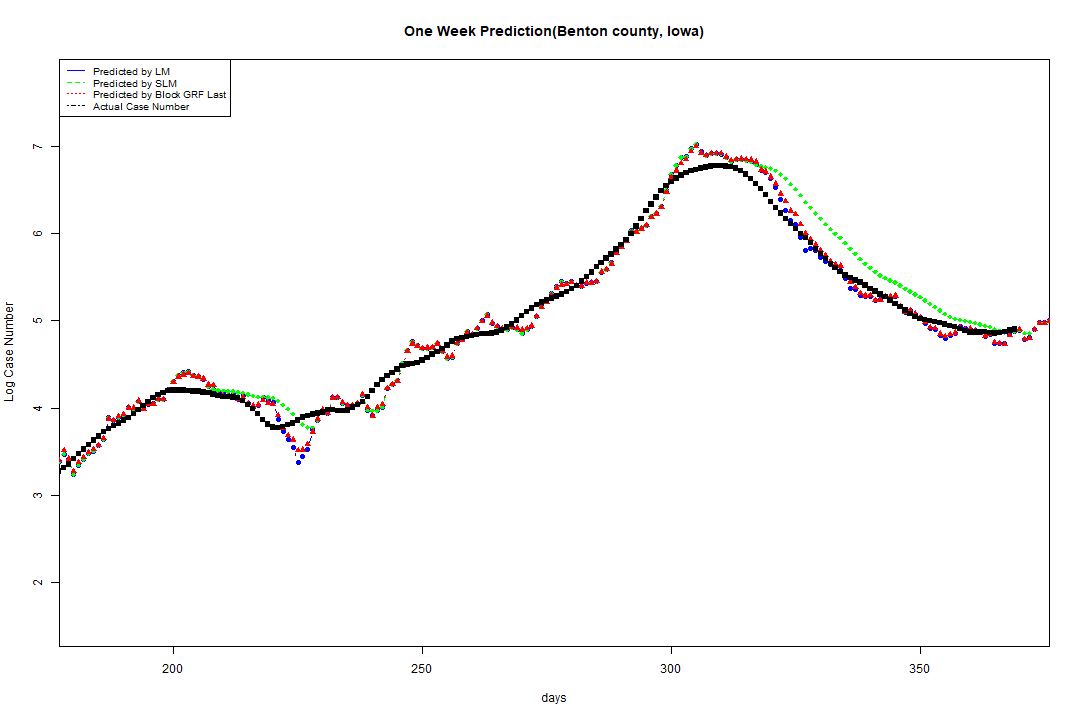 One Week Prediction(Benton county, Iowa)
Predicted by LM
Predicted by SLM
Predicted by Block GRF Last
Actual Case Number
7
6
5
4
3
2
Log Case Number
200 250 300 350
days